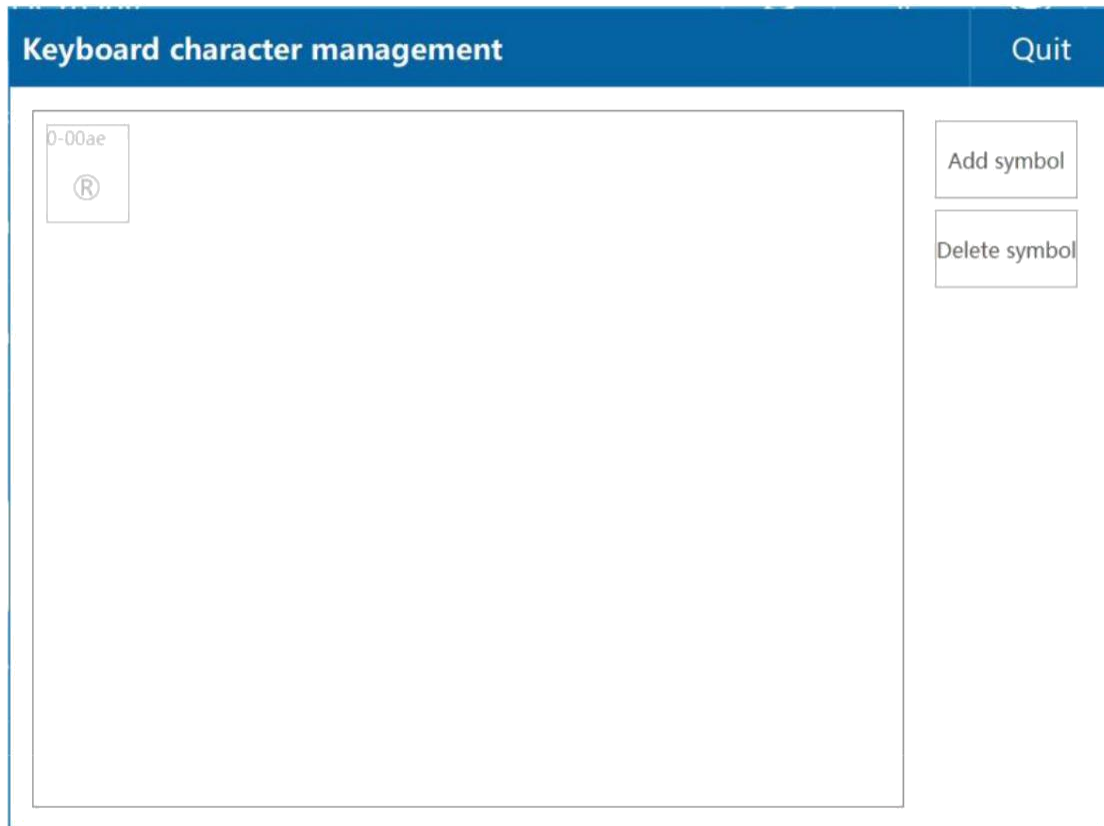 Keyboard character management
Quit
0-00ae
®
Add symbol
Delete symbol